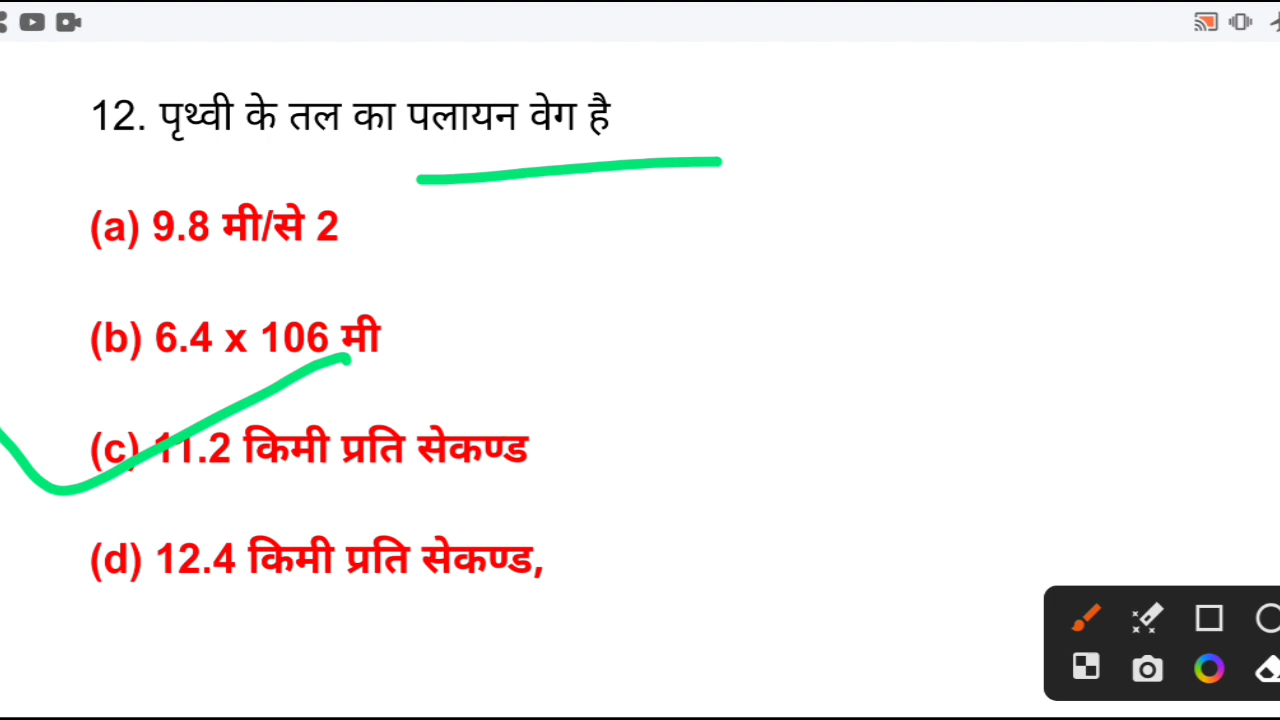 12. पृथ्वी के तल का पलायन वेग है
(a) 9.8 मी/से 2
(b) 6.4 x 106 मी
(c) 11.2 किमी प्रति सेकण्ड
(d) 12.4 किमी प्रति सेकण्ड,